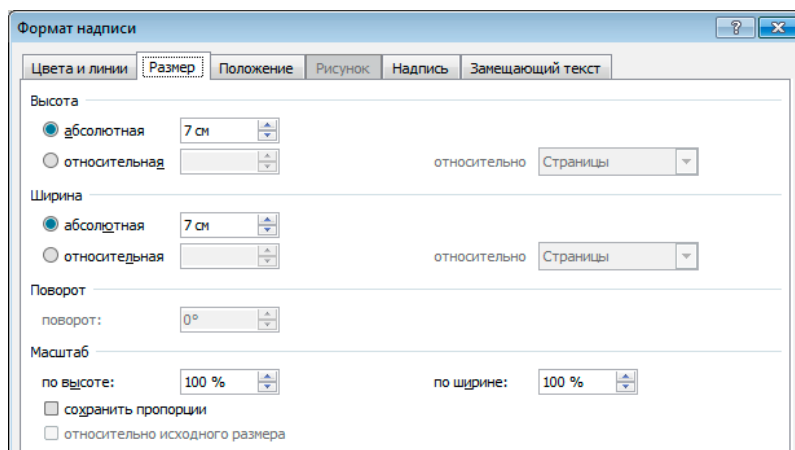 Формат надписи
Цвета и линии Размер Положение Рисунок Надпись Замещающий текст
Высота
абсолютная 7 см
относительная относительно Страницы
Ширина
абсолютная 7 см
относительная относительно Страницы
Поворот
поворот: 0°
Масштаб
по высоте: 100 % по ширине: 100 %
сохранить пропорции
относительно исходного размера